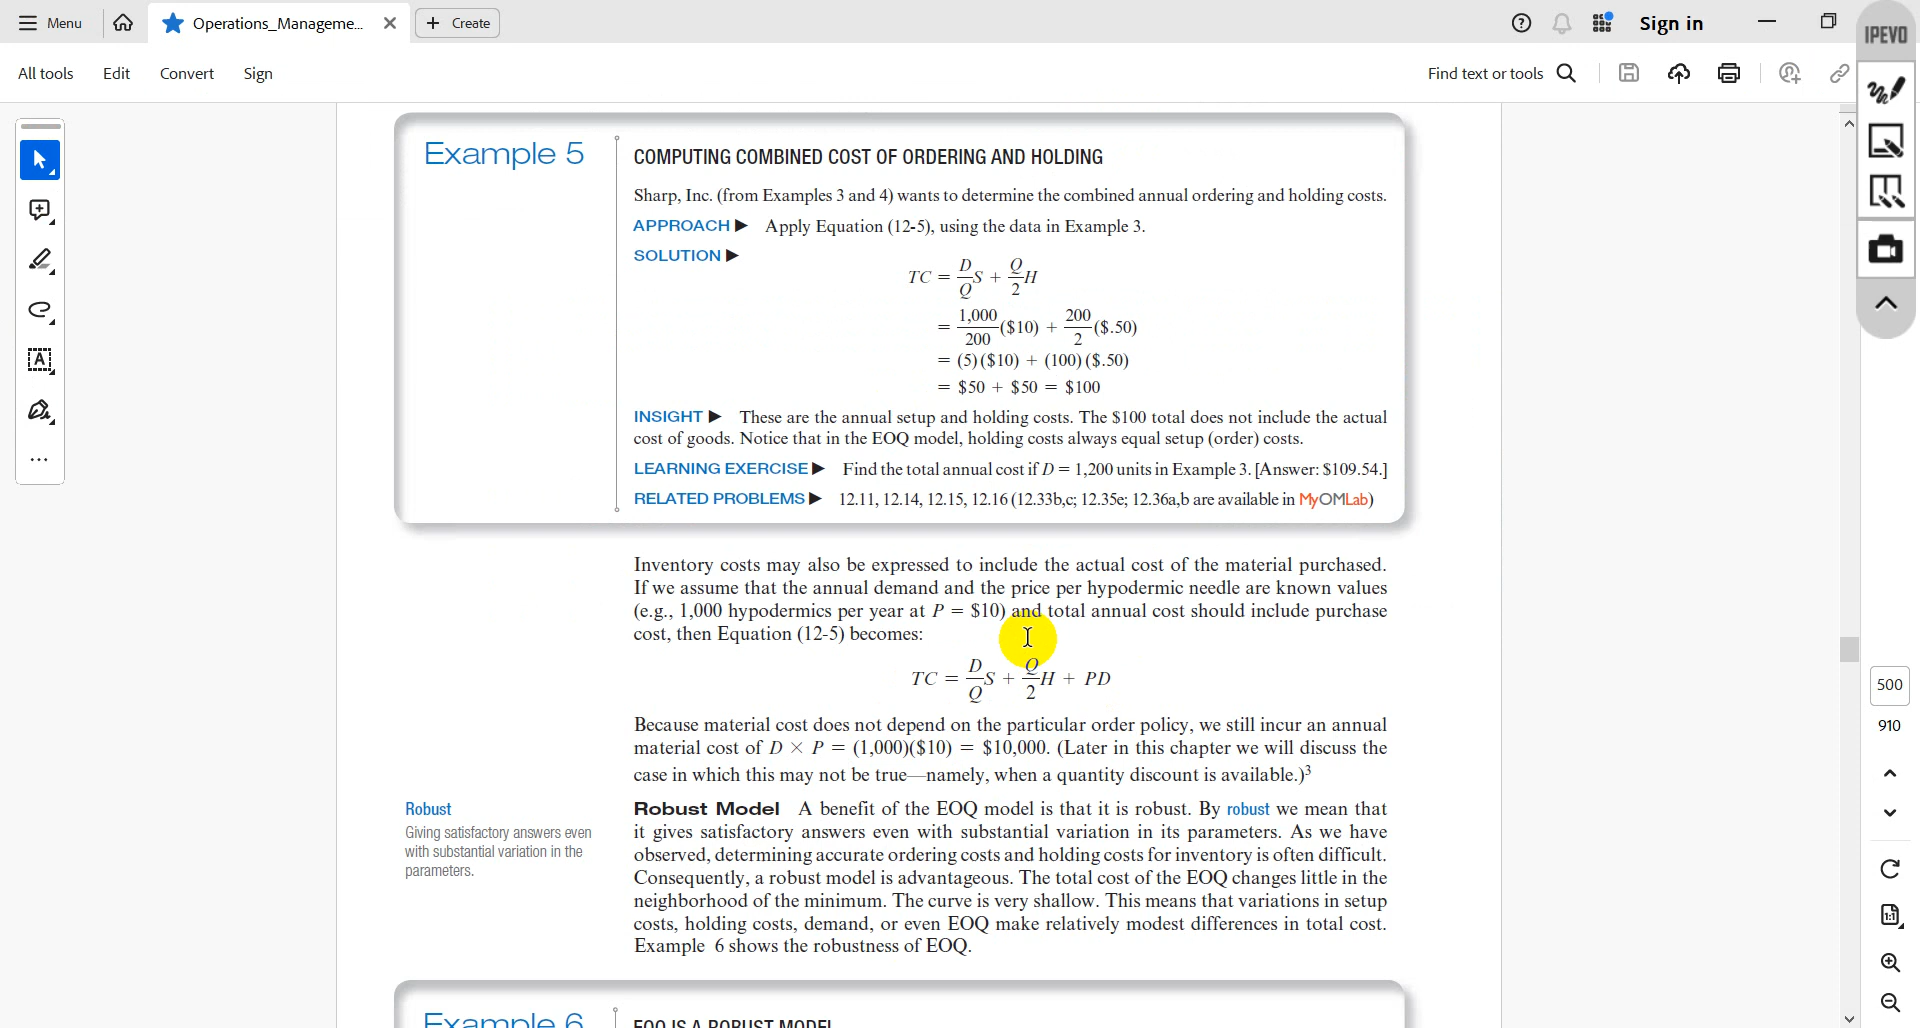 Menu
Operations_Manageme...
Create
Sign in
IPEVO
All tools
Edit
Convert
Sign
Find text or tools
Example 5
COMPUTING COMBINED COST OF ORDERING AND HOLDING
Sharp, Inc. (from Examples 3 and 4) wants to determine the combined annual ordering and holding costs.
APPROACH ▶ Apply Equation (12-5), using the data in Example 3.
SOLUTION ▶
TC = D/Q S + Q/2 H
= 1,000/200 ($10) + 200/2 ($.50)
= (5)($10) + (100)($.50)
= $50 + $50 = $100
INSIGHT ▶ These are the annual setup and holding costs. The $100 total does not include the actual
cost of goods. Notice that in the EOQ model, holding costs always equal setup (order) costs.
LEARNING EXERCISE ▶ Find the total annual cost if D = 1,200 units in Example 3. [Answer: $109.54.]
RELATED PROBLEMS ▶ 12.11, 12.14, 12.15, 12.16 (12.33b,c; 12.35e; 12.36a,b are available in MyOMLab)
Inventory costs may also be expressed to include the actual cost of the material purchased.
If we assume that the annual demand and the price per hypodermic needle are known values
(e.g., 1,000 hypodermics per year at P = $10) and total annual cost should include purchase
cost, then Equation (12-5) becomes:
TC = D/Q S + Q/2 H + PD
Because material cost does not depend on the particular order policy, we still incur an annual
material cost of D × P = (1,000)($10) = $10,000. (Later in this chapter we will discuss the
case in which this may not be true—namely, when a quantity discount is available.)³
Robust
Giving satisfactory answers even
with substantial variation in the
parameters.
Robust Model A benefit of the EOQ model is that it is robust. By robust we mean that
it gives satisfactory answers even with substantial variation in its parameters. As we have
observed, determining accurate ordering costs and holding costs for inventory is often difficult.
Consequently, a robust model is advantageous. The total cost of the EOQ changes little in the
neighborhood of the minimum. The curve is very shallow. This means that variations in setup
costs, holding costs, demand, or even EOQ make relatively modest differences in total cost.
Example 6 shows the robustness of EOQ.
Example 6
EOQ IS A ROBUST MODEL
500
910